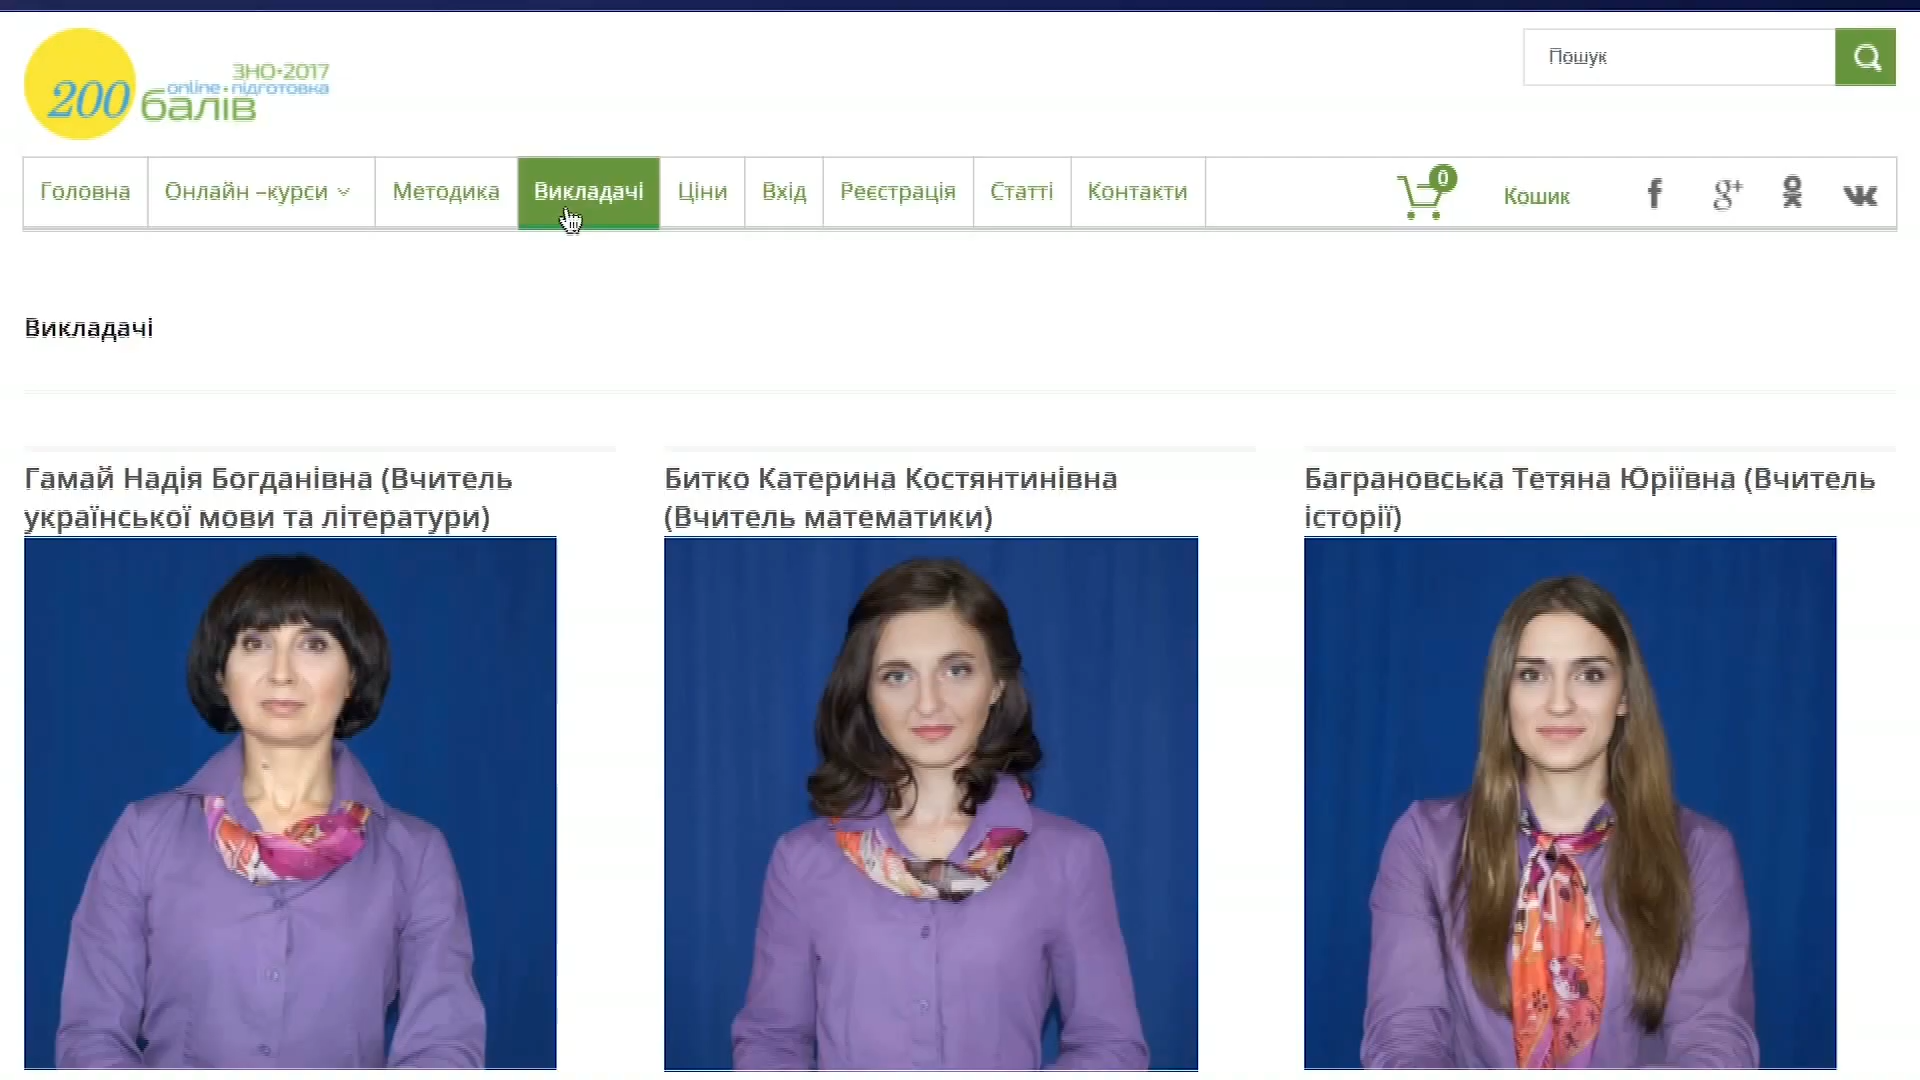 ЗНО•2017
online•підготовка
200 балів
Пошук
Головна
Онлайн –курси
Методика
Викладачі
Ціни
Вхід
Реєстрація
Статті
Контакти
0
Кошик
Викладачі
Гамай Надія Богданівна (Вчитель
української мови та літератури)
Битко Катерина Костянтинівна
(Вчитель математики)
Баграновська Тетяна Юріївна (Вчитель
історії)